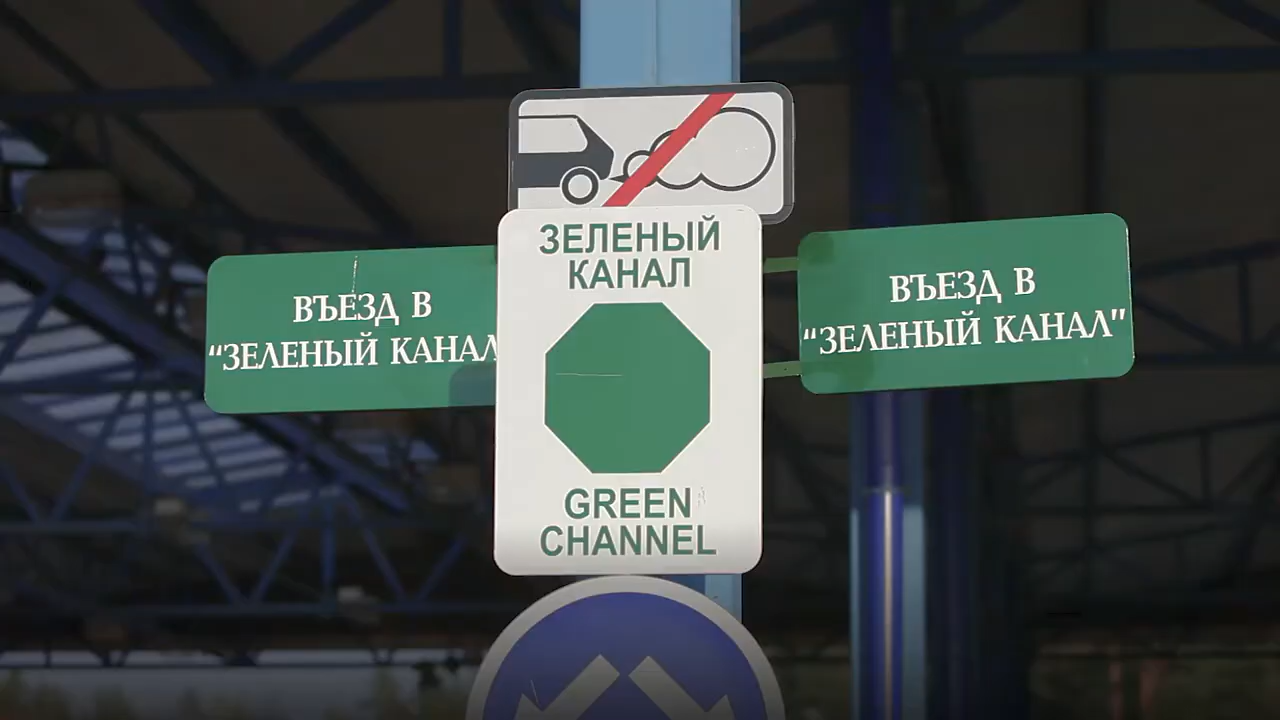 ЗЕЛЕНЫЙ
КАНАЛ
GREEN
CHANNEL
ВЪЕЗД В
“ЗЕЛЕНЫЙ КАНАЛ
ВЪЕЗД В
“ЗЕЛЕНЫЙ КАНАЛ”